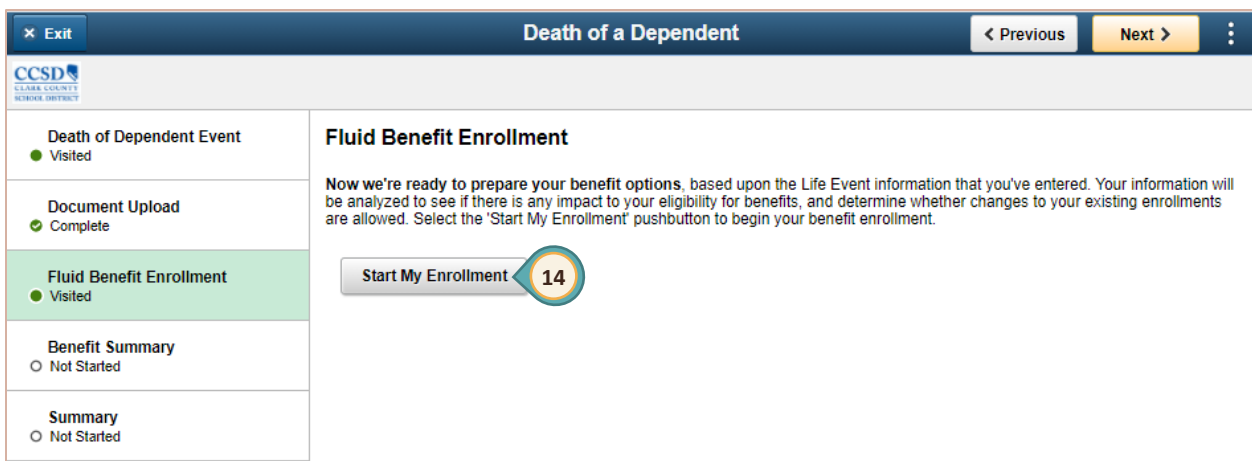 × Exit
Death of a Dependent
Previous
Next
CCSD
CLARK COUNTY
SCHOOL DISTRICT
Death of Dependent Event
Visited
Document Upload
Complete
Fluid Benefit Enrollment
Visited
Benefit Summary
Not Started
Summary
Not Started
Fluid Benefit Enrollment
Now we're ready to prepare your benefit options, based upon the Life Event information that you've entered. Your information will
be analyzed to see if there is any impact to your eligibility for benefits, and determine whether changes to your existing enrollments
are allowed. Select the 'Start My Enrollment' pushbutton to begin your benefit enrollment.
Start My Enrollment
14